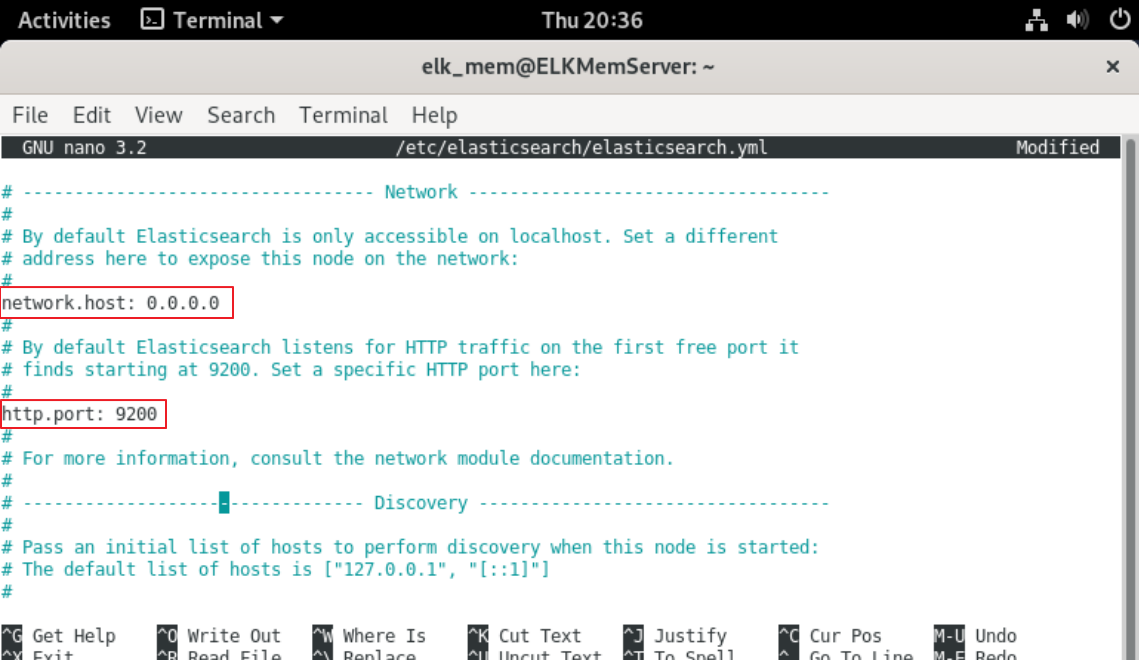 Activities Terminal Thu 20:36
elk_mem@ELKMemServer: ~ ×
File Edit View Search Terminal Help
GNU nano 3.2 /etc/elasticsearch/elasticsearch.yml Modified
# ---------------------------------- Network -----------------------------------
#
# By default Elasticsearch is only accessible on localhost. Set a different
# address here to expose this node on the network:
#
network.host: 0.0.0.0
#
# By default Elasticsearch listens for HTTP traffic on the first free port it
# finds starting at 9200. Set a specific HTTP port here:
#
http.port: 9200
#
# For more information, consult the network module documentation.
#
# --------------------------------- Discovery ----------------------------------
#
# Pass an initial list of hosts to perform discovery when this node is started:
# The default list of hosts is ["127.0.0.1", "[::1]"]
#
^G Get Help ^O Write Out ^W Where Is ^K Cut Text ^J Justify ^C Cur Pos M-U Undo
^X Exit ^R Read File ^\ Replace ^U Uncut Text ^T To Spell ^_ Go To Line M-E Redo